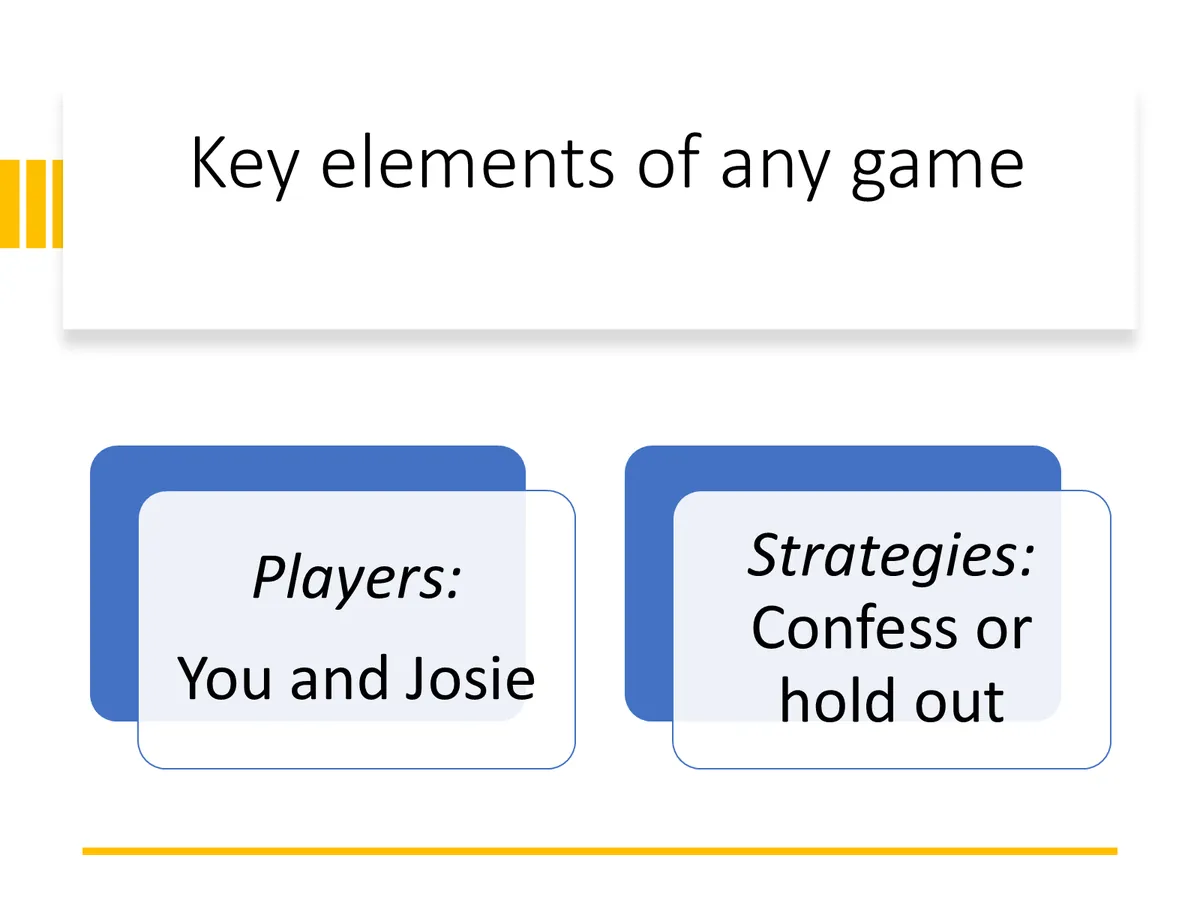 Key elements of any game
Players:
You and Josie
Strategies:
Confess or
hold out